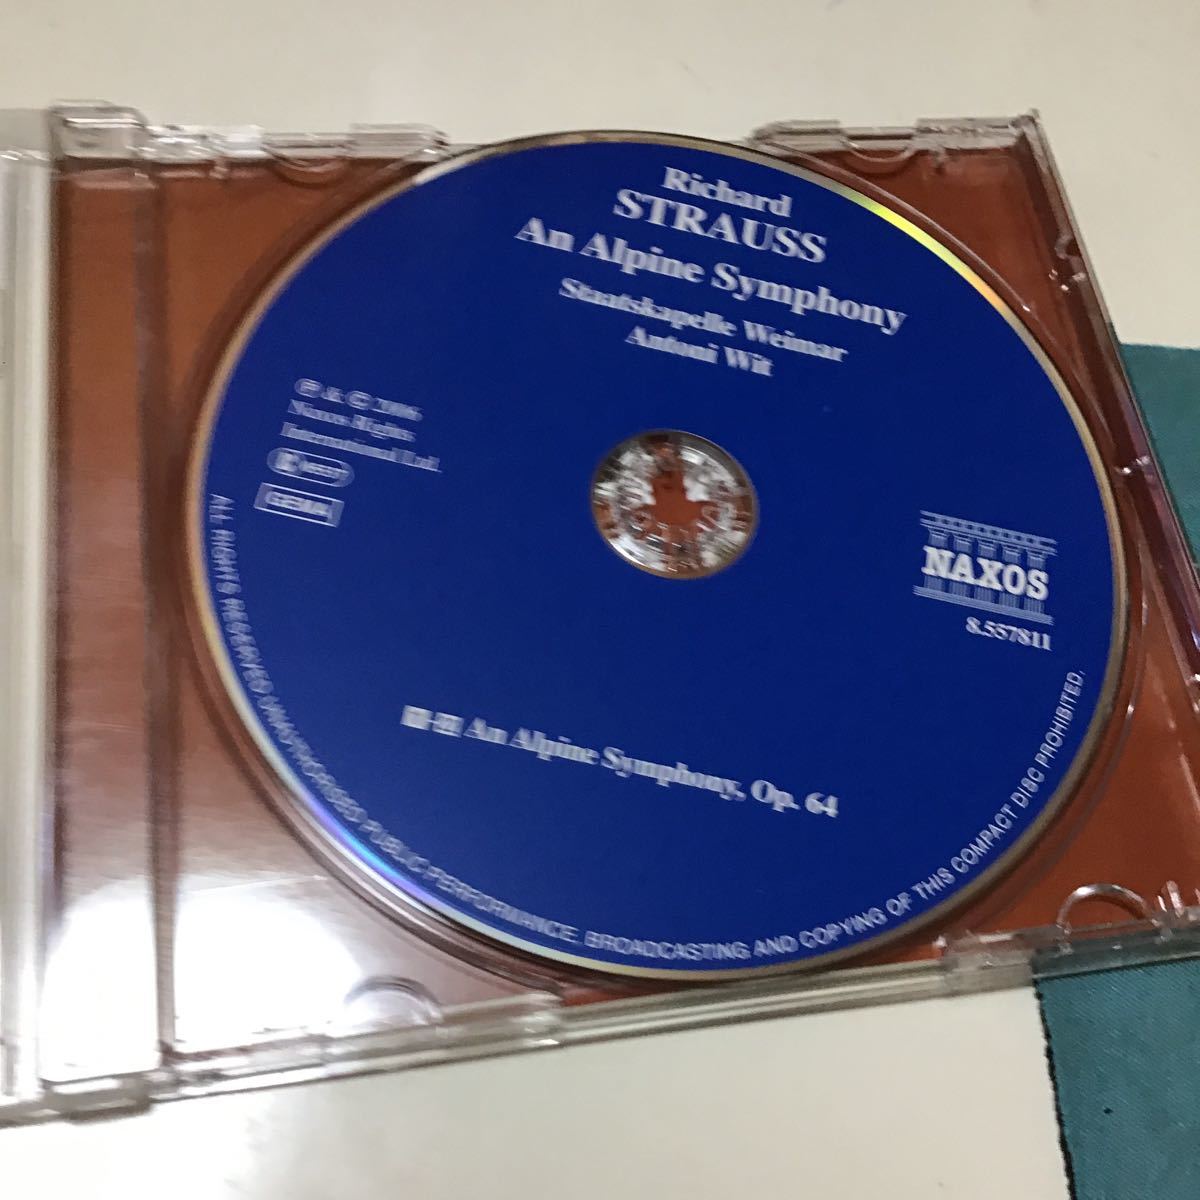 Richard
STRAUSS
An Alpine Symphony
Staatskapelle Weimar
Antoni Wit
℗ & © 2006
Naxos Rights
International Ltd.
GEMA
NAXOS
8.557811
An Alpine Symphony, Op. 64
ALL RIGHTS RESERVED. UNAUTHORISED PUBLIC PERFORMANCE, BROADCASTING AND COPYING OF THIS COMPACT DISC PROHIBITED.